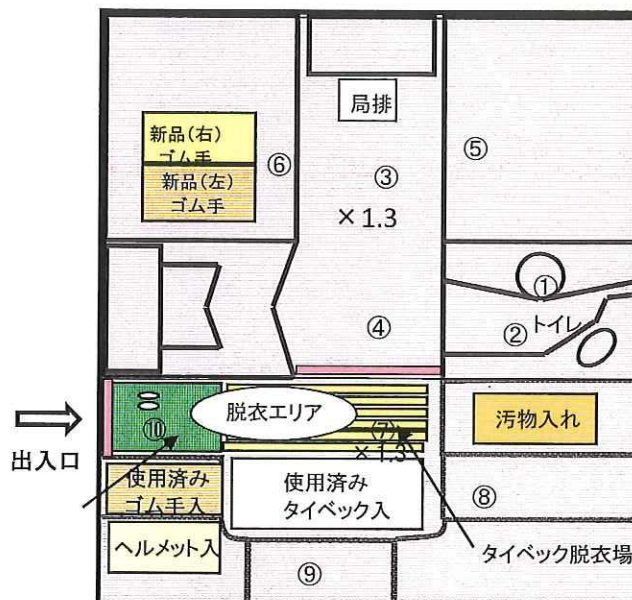 局排
新品(右)
ゴム手
新品(左)
ゴム手
⑥
③
⑤
×1.3
①
④
②
トイレ
脱衣エリア
⑩
(7)
×1.3
汚物入れ
出入口
使用済み
ゴム手入
使用済み
タイベック入
⑧
ヘルメット入
⑨
タイベック脱衣場